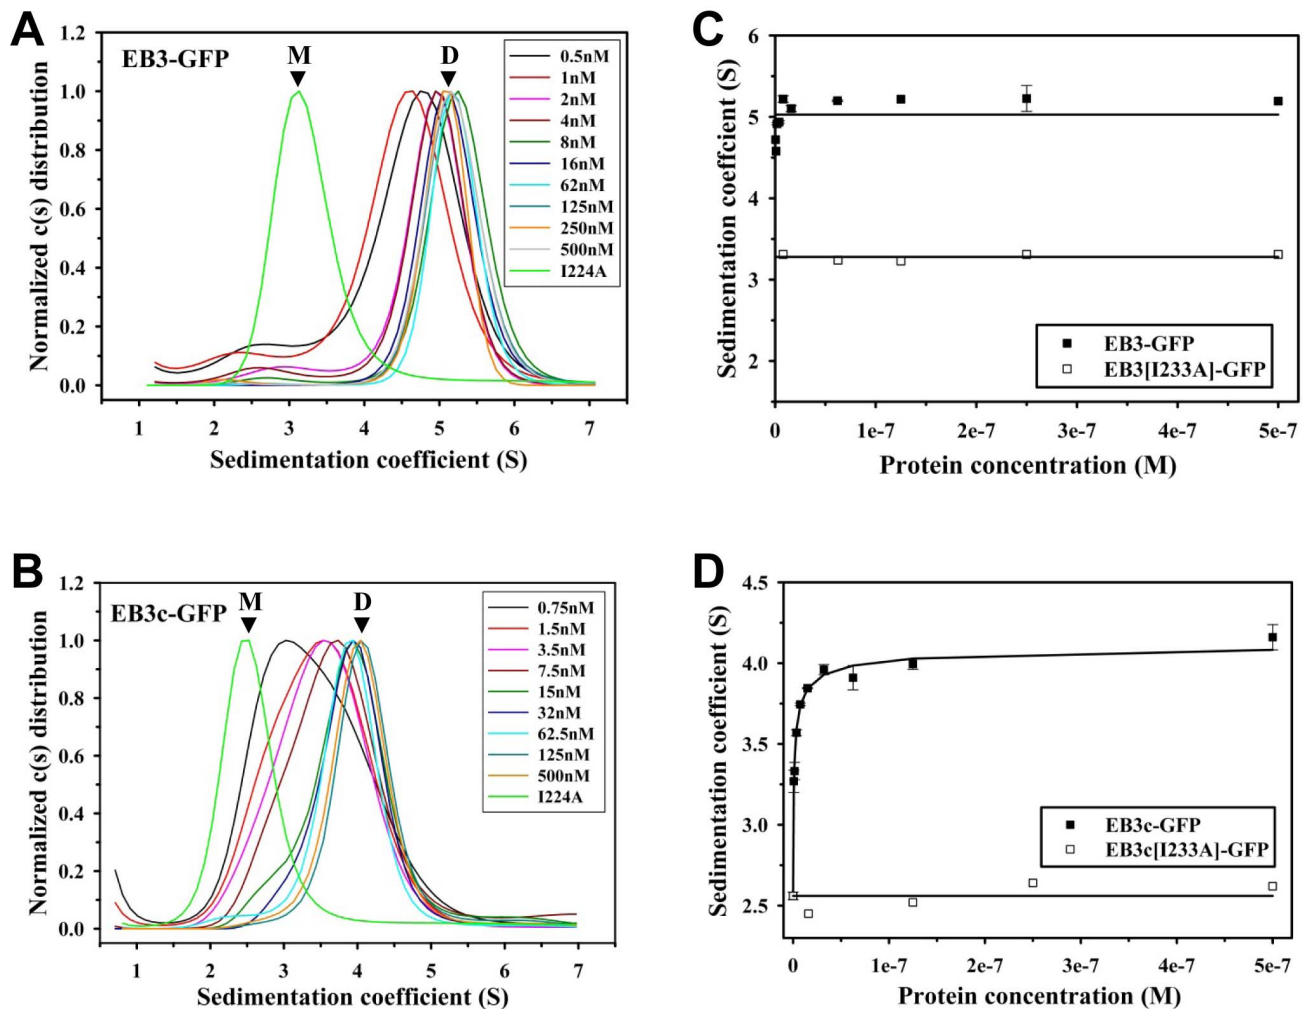 A
EB3-GFP
M
D
0.5nM
1nM
2nM
4nM
8nM
16nM
62nM
125nM
250nM
500nM
I224A
1.2
1.0
0.8
0.6
0.4
0.2
0.0
Normalized c(s) distribution
1 2 3 4 5 6 7
Sedimentation coefficient (S)
C
6
5
4
3
2
Sedimentation coeffcient (S)
EB3-GFP
EB3[I233A]-GFP
0 1e-7 2e-7 3e-7 4e-7 5e-7
Protein concentration (M)
B
EB3c-GFP
M
D
0.75nM
1.5nM
3.5nM
7.5nM
15nM
32nM
62.5nM
125nM
500nM
I224A
1.2
1.0
0.8
0.6
0.4
0.2
0.0
Normalized c(s) distribution
1 2 3 4 5 6 7
Sedimentation coefficient (S)
D
4.5
4.0
3.5
3.0
2.5
Sedimentation coefficient (S)
EB3c-GFP
EB3c[I233A]-GFP
0 1e-7 2e-7 3e-7 4e-7 5e-7
Protein concentration (M)